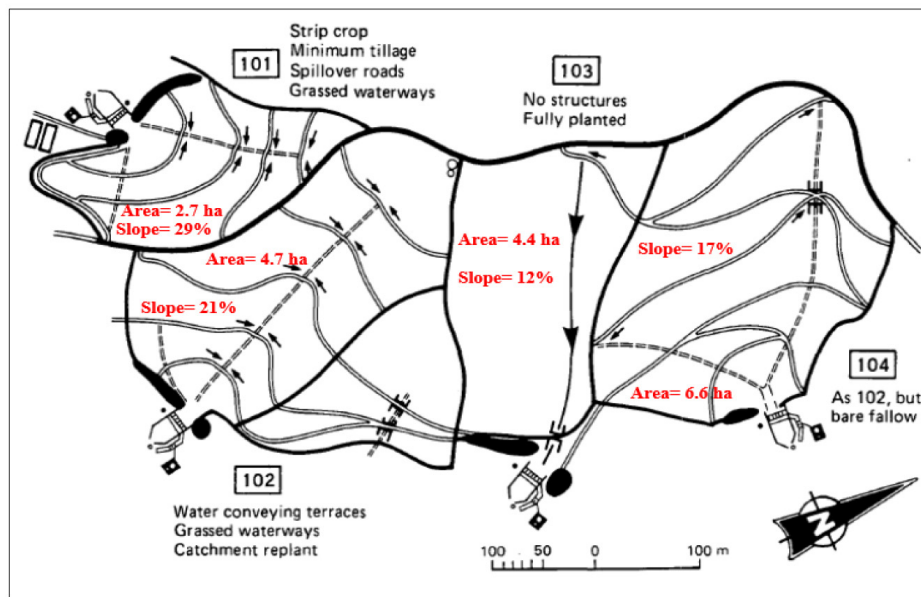 101
Strip crop
Minimum tillage
Spillover roads
Grassed waterways
103
No structures
Fully planted
Area= 2.7 ha
Slope= 29%
Area= 4.7 ha
Slope= 21%
Area= 4.4 ha
Slope= 12%
Slope= 17%
Area= 6.6 ha
104
As 102, but
bare fallow
102
Water conveying terraces
Grassed waterways
Catchment replant
N
100 50 0 100 m